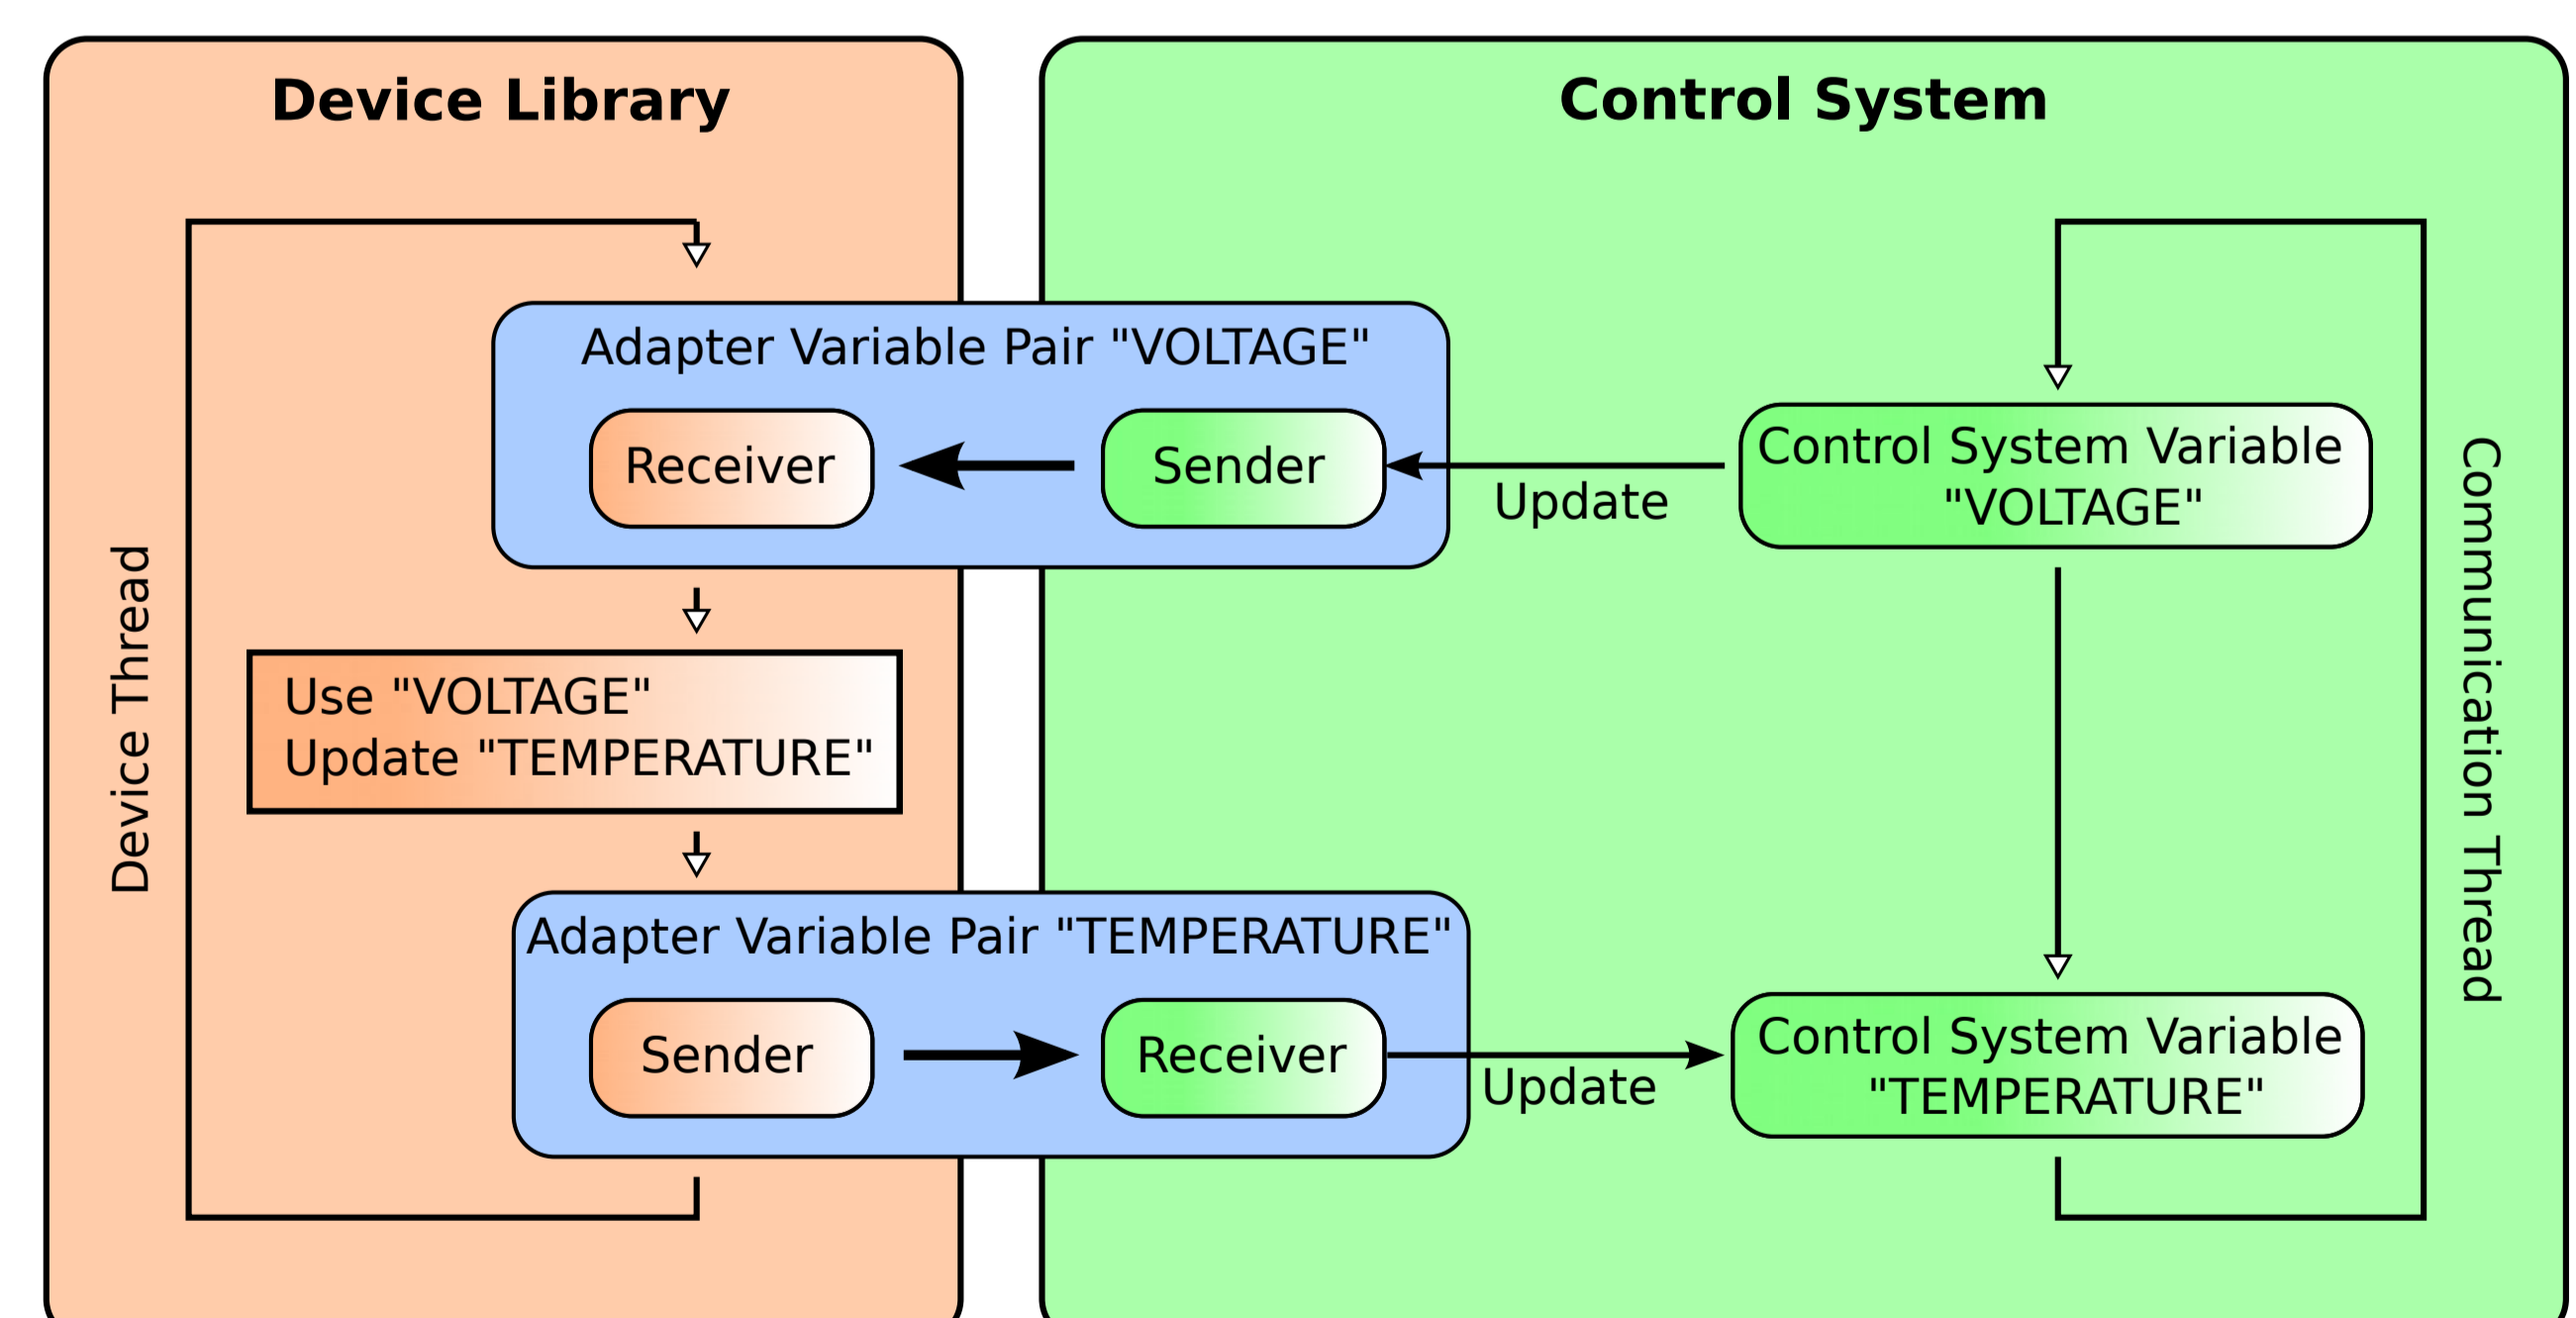 Device Library
Control System
Adapter Variable Pair "VOLTAGE"
Receiver
Sender
Update
Control System Variable
"VOLTAGE"
Device Thread
Use "VOLTAGE"
Update "TEMPERATURE"
Communication Thread
Adapter Variable Pair "TEMPERATURE"
Sender
Receiver
Update
Control System Variable
"TEMPERATURE"